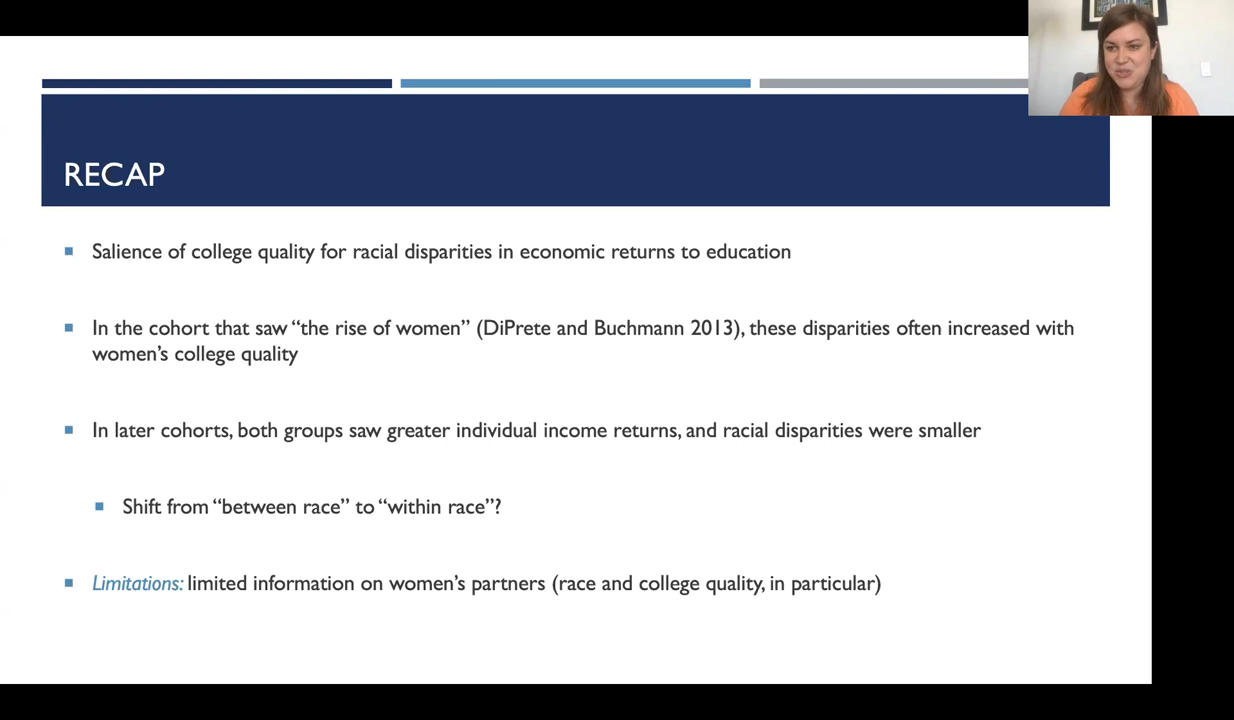 RECAP
Salience of college quality for racial disparities in economic returns to education
In the cohort that saw “the rise of women” (DiPrete and Buchmann 2013), these disparities often increased with
women’s college quality
In later cohorts, both groups saw greater individual income returns, and racial disparities were smaller
Shift from “between race” to “within race”?
Limitations: limited information on women’s partners (race and college quality, in particular)